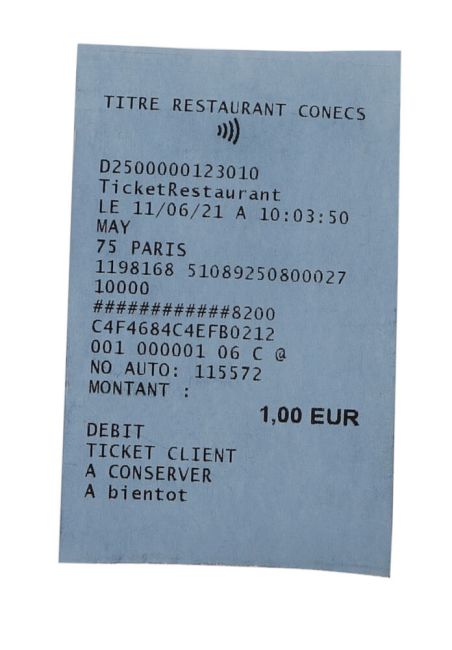 TITRE RESTAURANT CONECS
D2500000123010
TicketRestaurant
LE 11/06/21 A 10:03:50
MAY
75 PARIS
1198168 51089250800027
10000
############8200
C4F4684C4EFB0212
001 000001 06 C @
NO AUTO: 115572
MONTANT :
1,00 EUR
DEBIT
TICKET CLIENT
A CONSERVER
A bientot